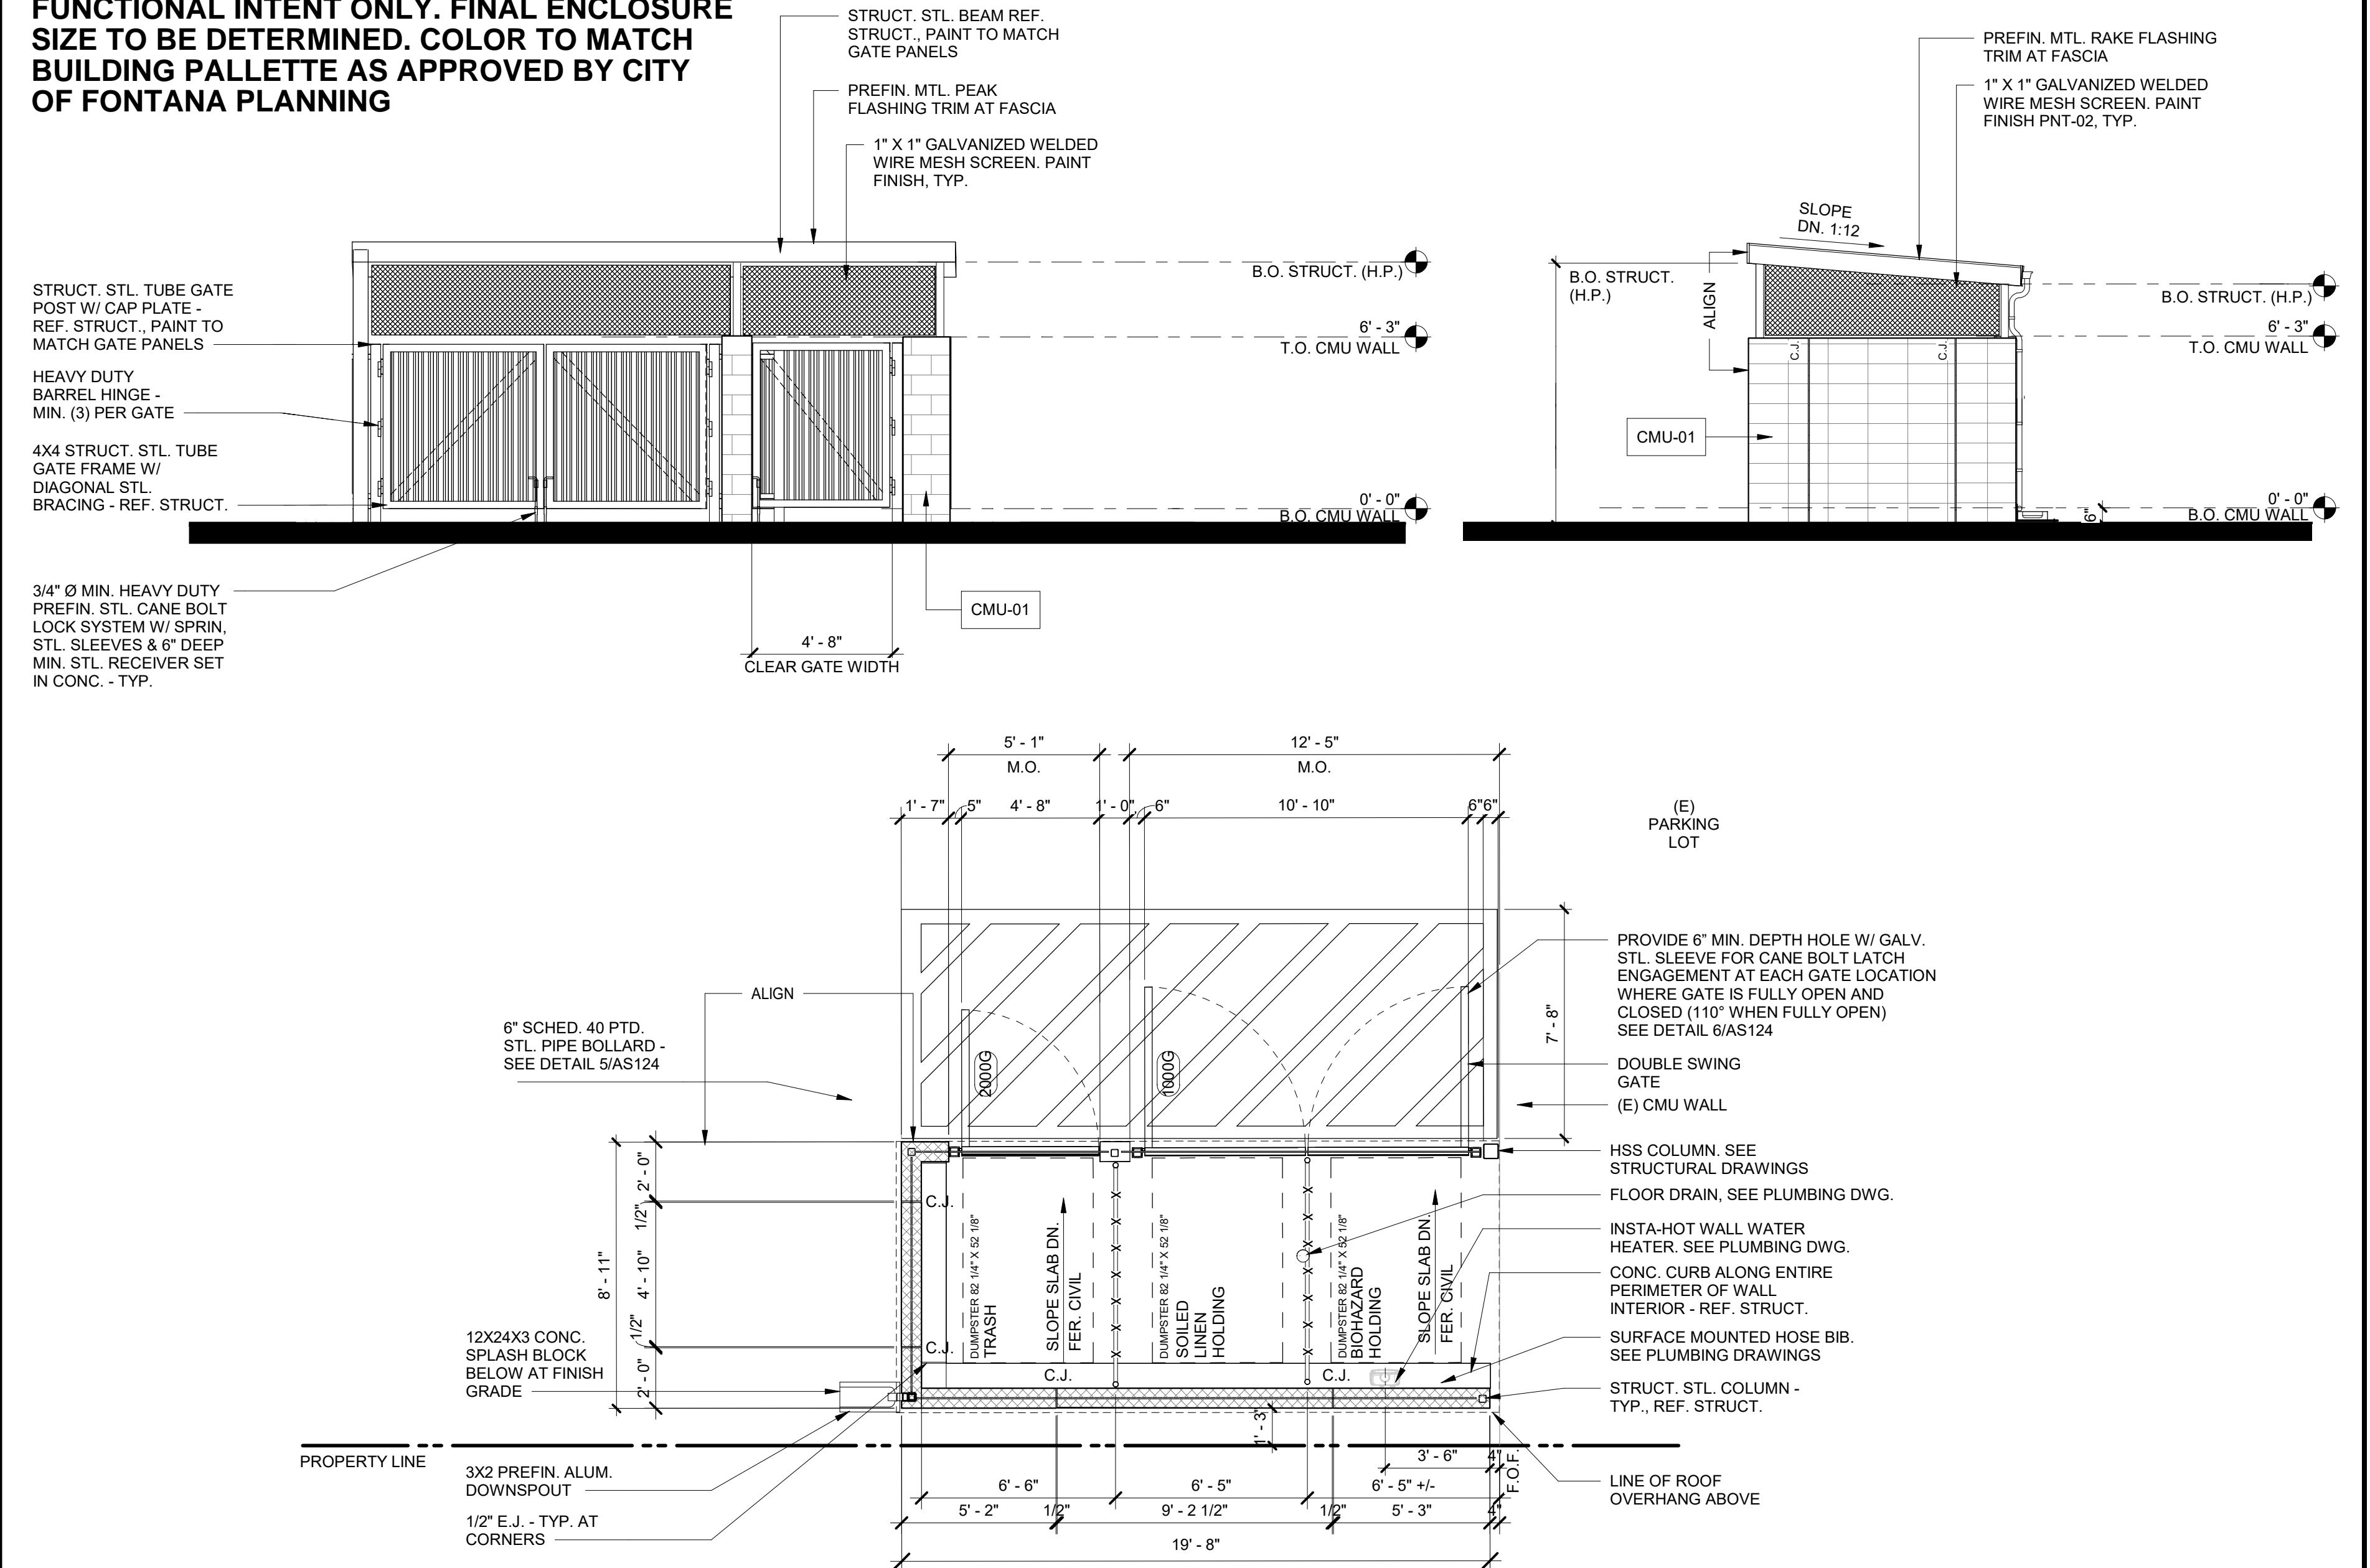 FUNCTIONAL INTENT ONLY. FINAL ENCLOSURE
SIZE TO BE DETERMINED. COLOR TO MATCH
BUILDING PALLETTE AS APPROVED BY CITY
OF FONTANA PLANNING
STRUCT. STL. BEAM REF.
STRUCT., PAINT TO MATCH
GATE PANELS
PREFIN. MTL. PEAK
FLASHING TRIM AT FASCIA
1" X 1" GALVANIZED WELDED
WIRE MESH SCREEN. PAINT
FINISH, TYP.
STRUCT. STL. TUBE GATE
POST W/ CAP PLATE -
REF. STRUCT., PAINT TO
MATCH GATE PANELS
HEAVY DUTY
BARREL HINGE -
MIN. (3) PER GATE
4X4 STRUCT. STL. TUBE
GATE FRAME W/
DIAGONAL STL.
BRACING - REF. STRUCT.
3/4" Ø MIN. HEAVY DUTY
PREFIN. STL. CANE BOLT
LOCK SYSTEM W/ SPRIN,
STL. SLEEVES & 6" DEEP
MIN. STL. RECEIVER SET
IN CONC. - TYP.
B.O. STRUCT. (H.P.)
6' - 3"
T.O. CMU WALL
0' - 0"
B.O. CMU WALL
CMU-01
4' - 8"
CLEAR GATE WIDTH
PREFIN. MTL. RAKE FLASHING
TRIM AT FASCIA
1" X 1" GALVANIZED WELDED
WIRE MESH SCREEN. PAINT
FINISH PNT-02, TYP.
SLOPE
DN. 1:12
B.O. STRUCT.
(H.P.)
ALIGN
C.J.
C.J.
CMU-01
B.O. STRUCT. (H.P.)
6' - 3"
T.O. CMU WALL
0' - 0"
B.O. CMU WALL
6"
5' - 1"
M.O.
12' - 5"
M.O.
1' - 7"
5"
4' - 8"
1' - 0"
6"
10' - 10"
6"
6"
(E)
PARKING
LOT
ALIGN
6" SCHED. 40 PTD.
STL. PIPE BOLLARD -
SEE DETAIL 5/AS124
2000G
1000G
7' - 8"
PROVIDE 6" MIN. DEPTH HOLE W/ GALV.
STL. SLEEVE FOR CANE BOLT LATCH
ENGAGEMENT AT EACH GATE LOCATION
WHERE GATE IS FULLY OPEN AND
CLOSED (110° WHEN FULLY OPEN)
SEE DETAIL 6/AS124
DOUBLE SWING
GATE
(E) CMU WALL
HSS COLUMN. SEE
STRUCTURAL DRAWINGS
FLOOR DRAIN, SEE PLUMBING DWG.
INSTA-HOT WALL WATER
HEATER. SEE PLUMBING DWG.
CONC. CURB ALONG ENTIRE
PERIMETER OF WALL
INTERIOR - REF. STRUCT.
SURFACE MOUNTED HOSE BIB.
SEE PLUMBING DRAWINGS
STRUCT. STL. COLUMN -
TYP., REF. STRUCT.
LINE OF ROOF
OVERHANG ABOVE
8' - 11"
2' - 0"
1/2"
4' - 10"
1/2"
2' - 0"
C.J.
C.J.
C.J.
C.J.
DUMPSTER 82 1/4" X 52 1/8"
TRASH
SLOPE SLAB DN.
FER. CIVIL
DUMPSTER 82 1/4" X 52 1/8"
SOILED
LINEN
HOLDING
DUMPSTER 82 1/4" X 52 1/8"
BIOHAZARD
HOLDING
SLOPE SLAB DN.
FER. CIVIL
12X24X3 CONC.
SPLASH BLOCK
BELOW AT FINISH
GRADE
PROPERTY LINE
3X2 PREFIN. ALUM.
DOWNSPOUT
1/2" E.J. - TYP. AT
CORNERS
1' - 3"
3' - 6"
4"
F.O.F.
6' - 6"
6' - 5"
6' - 5" +/-
5' - 2"
1/2"
9' - 2 1/2"
1/2"
5' - 3"
4"
19' - 8"